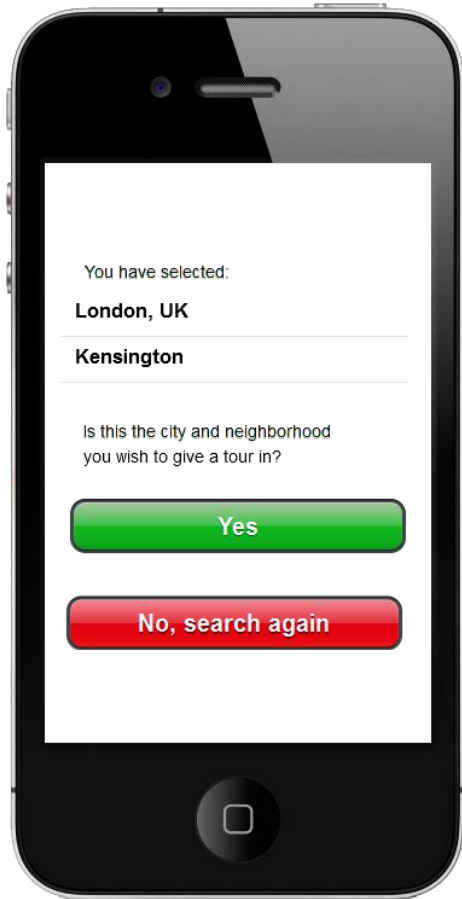 You have selected:
London, UK
Kensington
Is this the city and neighborhood
you wish to give a tour in?
Yes
No, search again